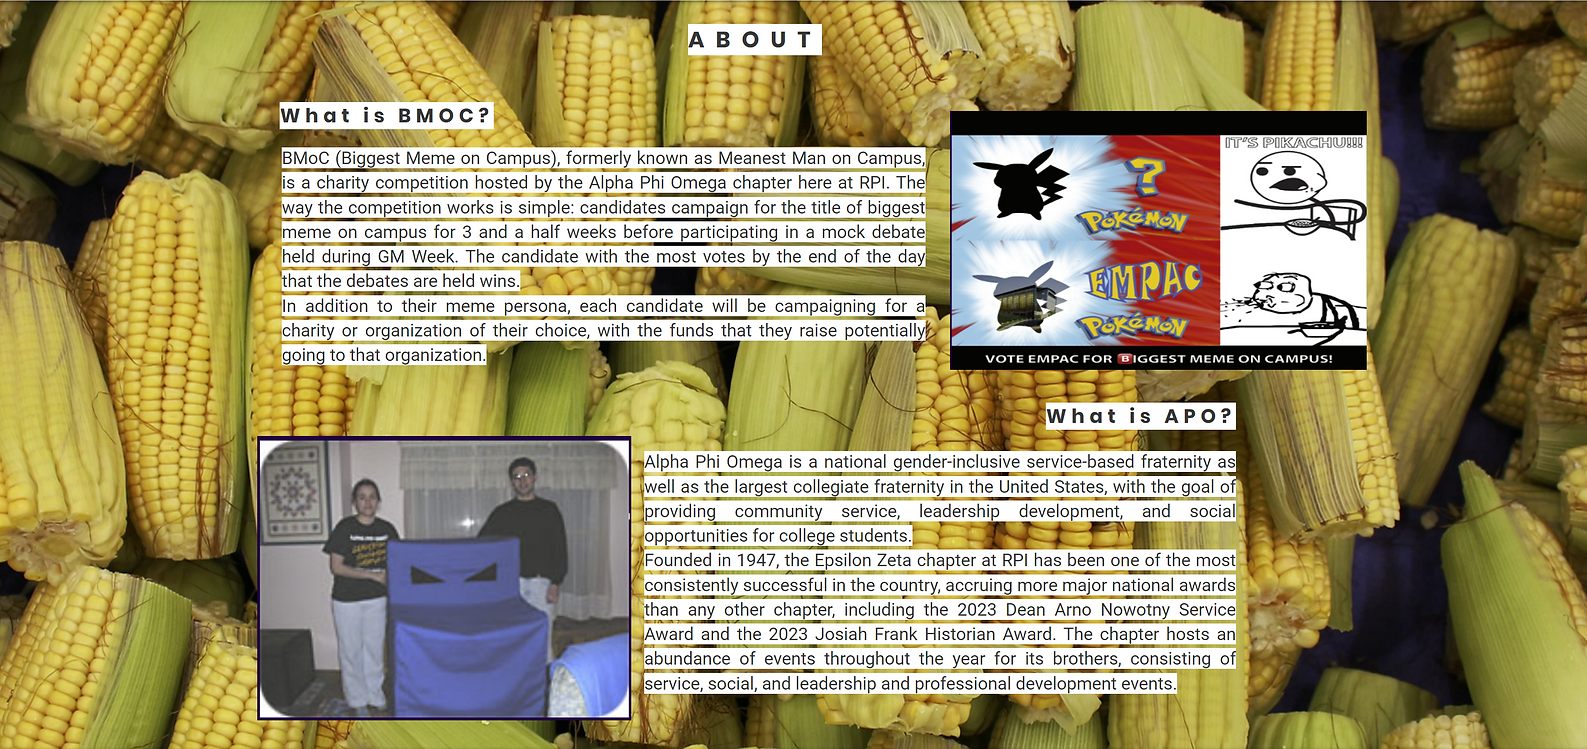 ABOUT
What is BMOC?
BMoC (Biggest Meme on Campus), formerly known as Meanest Man on Campus,
is a charity competition hosted by the Alpha Phi Omega chapter here at RPI. The
way the competition works is simple: candidates campaign for the title of biggest
meme on campus for 3 and a half weeks before participating in a mock debate
held during GM Week. The candidate with the most votes by the end of the day
that the debates are held wins.
In addition to their meme persona, each candidate will be campaigning for a
charity or organization of their choice, with the funds that they raise potentially
going to that organization.
?
POKéMON
IT'S PIKACHU!!!!
EMPAC
POKéMON
VOTE EMPAC FOR BIGGEST MEME ON CAMPUS!
What is APO?
Alpha Phi Omega is a national gender-inclusive service-based fraternity as
well as the largest collegiate fraternity in the United States, with the goal of
providing community service, leadership development, and social
opportunities for college students.
Founded in 1947, the Epsilon Zeta chapter at RPI has been one of the most
consistently successful in the country, accruing more major national awards
than any other chapter, including the 2023 Dean Arno Nowotny Service
Award and the 2023 Josiah Frank Historian Award. The chapter hosts an
abundance of events throughout the year for its brothers, consisting of
service, social, and leadership and professional development events.